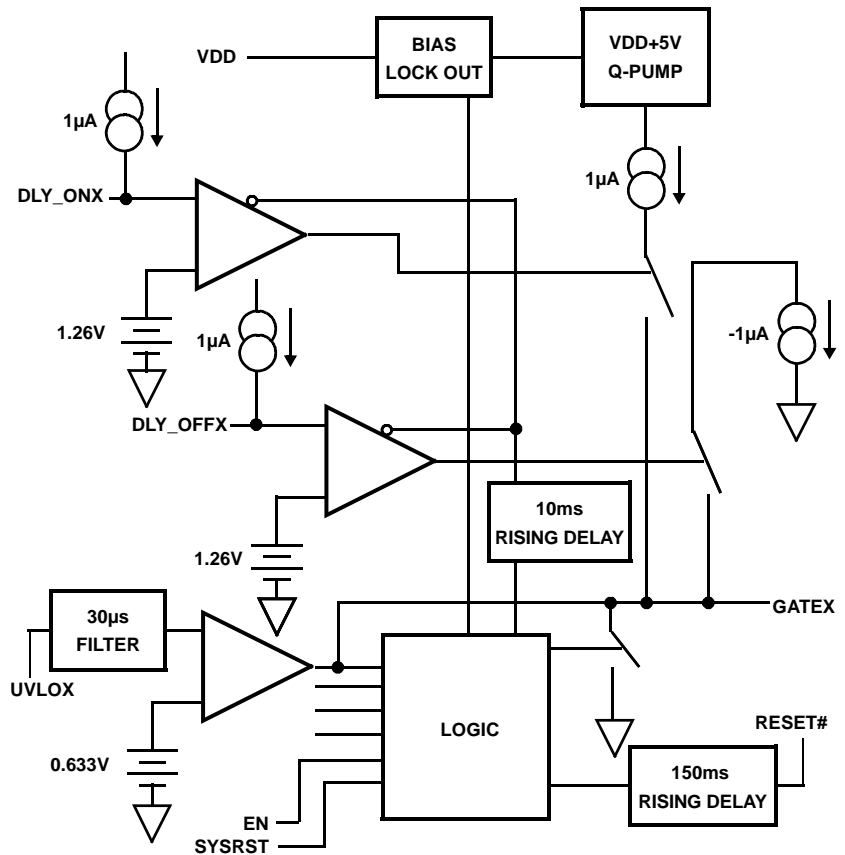 VDD
BIAS
LOCK OUT
VDD+5V
Q-PUMP
1µA
1µA
DLY_ONX
1.26V
1µA
-1µA
DLY_OFFX
10ms
RISING DELAY
1.26V
30µs
FILTER
GATEX
UVLOX
LOGIC
RESET#
0.633V
150ms
RISING DELAY
EN
SYSRST